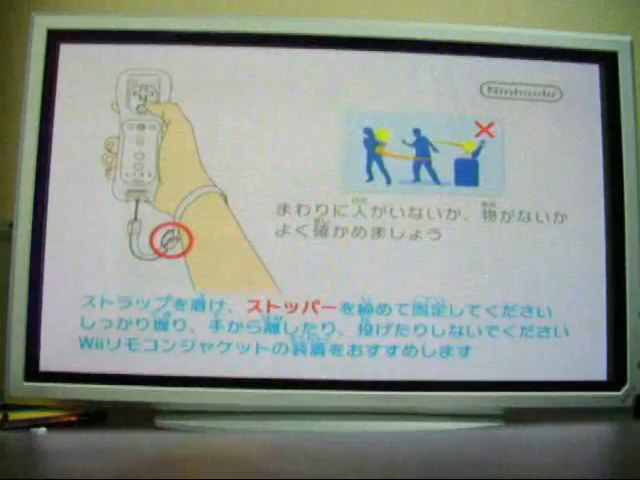 Nintendo
まわりに人がいないか、物がないか
よく確かめましょう
ストラップを着け、ストッパーを締めて固定してください
しっかり握り、手から離したり、投げたりしないでください
Wiiリモコンジャケットの装着をおすすめします